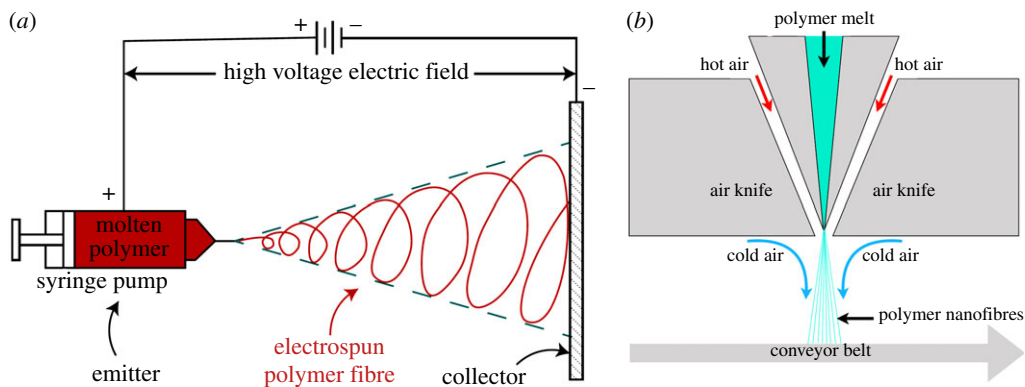 (a)
+
–
high voltage electric field
–
+
molten
polymer
syringe pump
emitter
electrospun
polymer fibre
collector
(b)
polymer melt
hot air
hot air
air knife
air knife
cold air
cold air
polymer nanofibres
conveyor belt